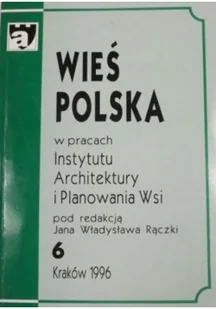 a
WIEŚ
POLSKA
w pracach
Instytutu
Architektury
i Planowania Wsi
pod redakcją
Jana Władysława Rączki
6
Kraków 1996